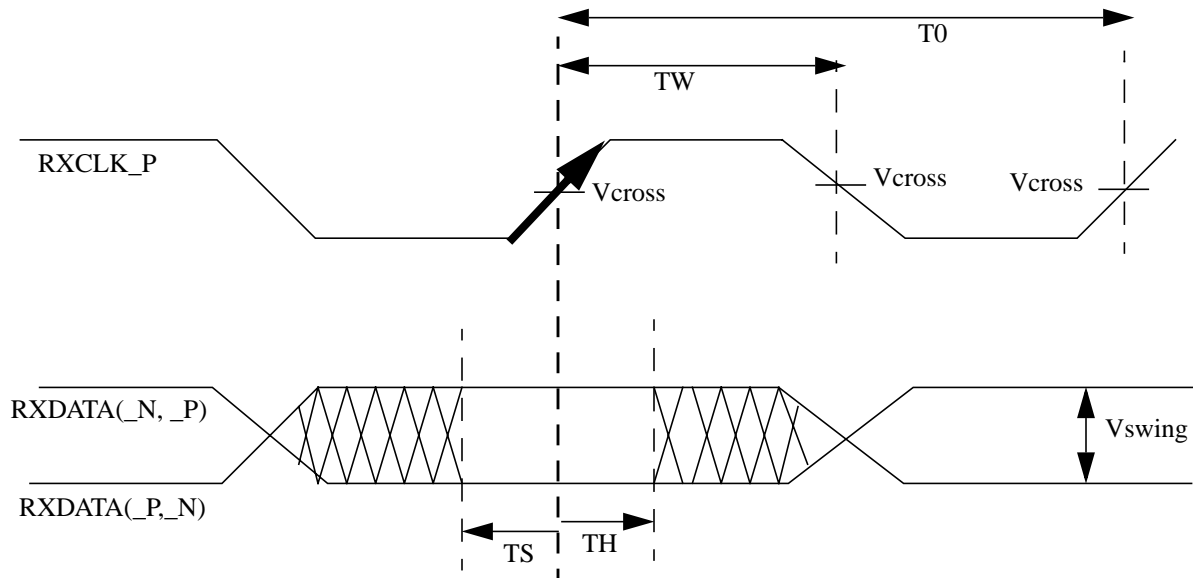 T0
TW
RXCLK_P
Vcross
Vcross
Vcross
RXDATA(_N, _P)
Vswing
RXDATA(_P,_N)
TS
TH